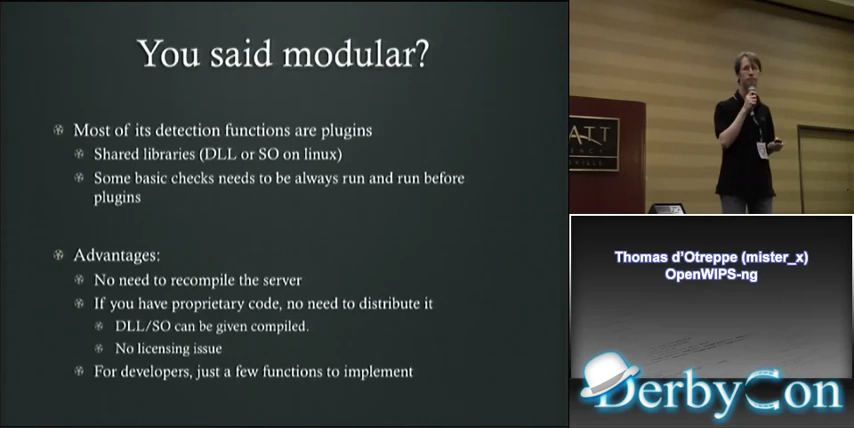 You said modular?
Most of its detection functions are plugins
Shared libraries (DLL or SO on linux)
Some basic checks needs to be always run and run before
plugins
Advantages:
No need to recompile the server
If you have proprietary code, no need to distribute it
DLL/SO can be given compiled.
No licensing issue
For developers, just a few functions to implement
ATT
Thomas d'Otreppe (mister_x)
OpenWIPS-ng
DerbyCon